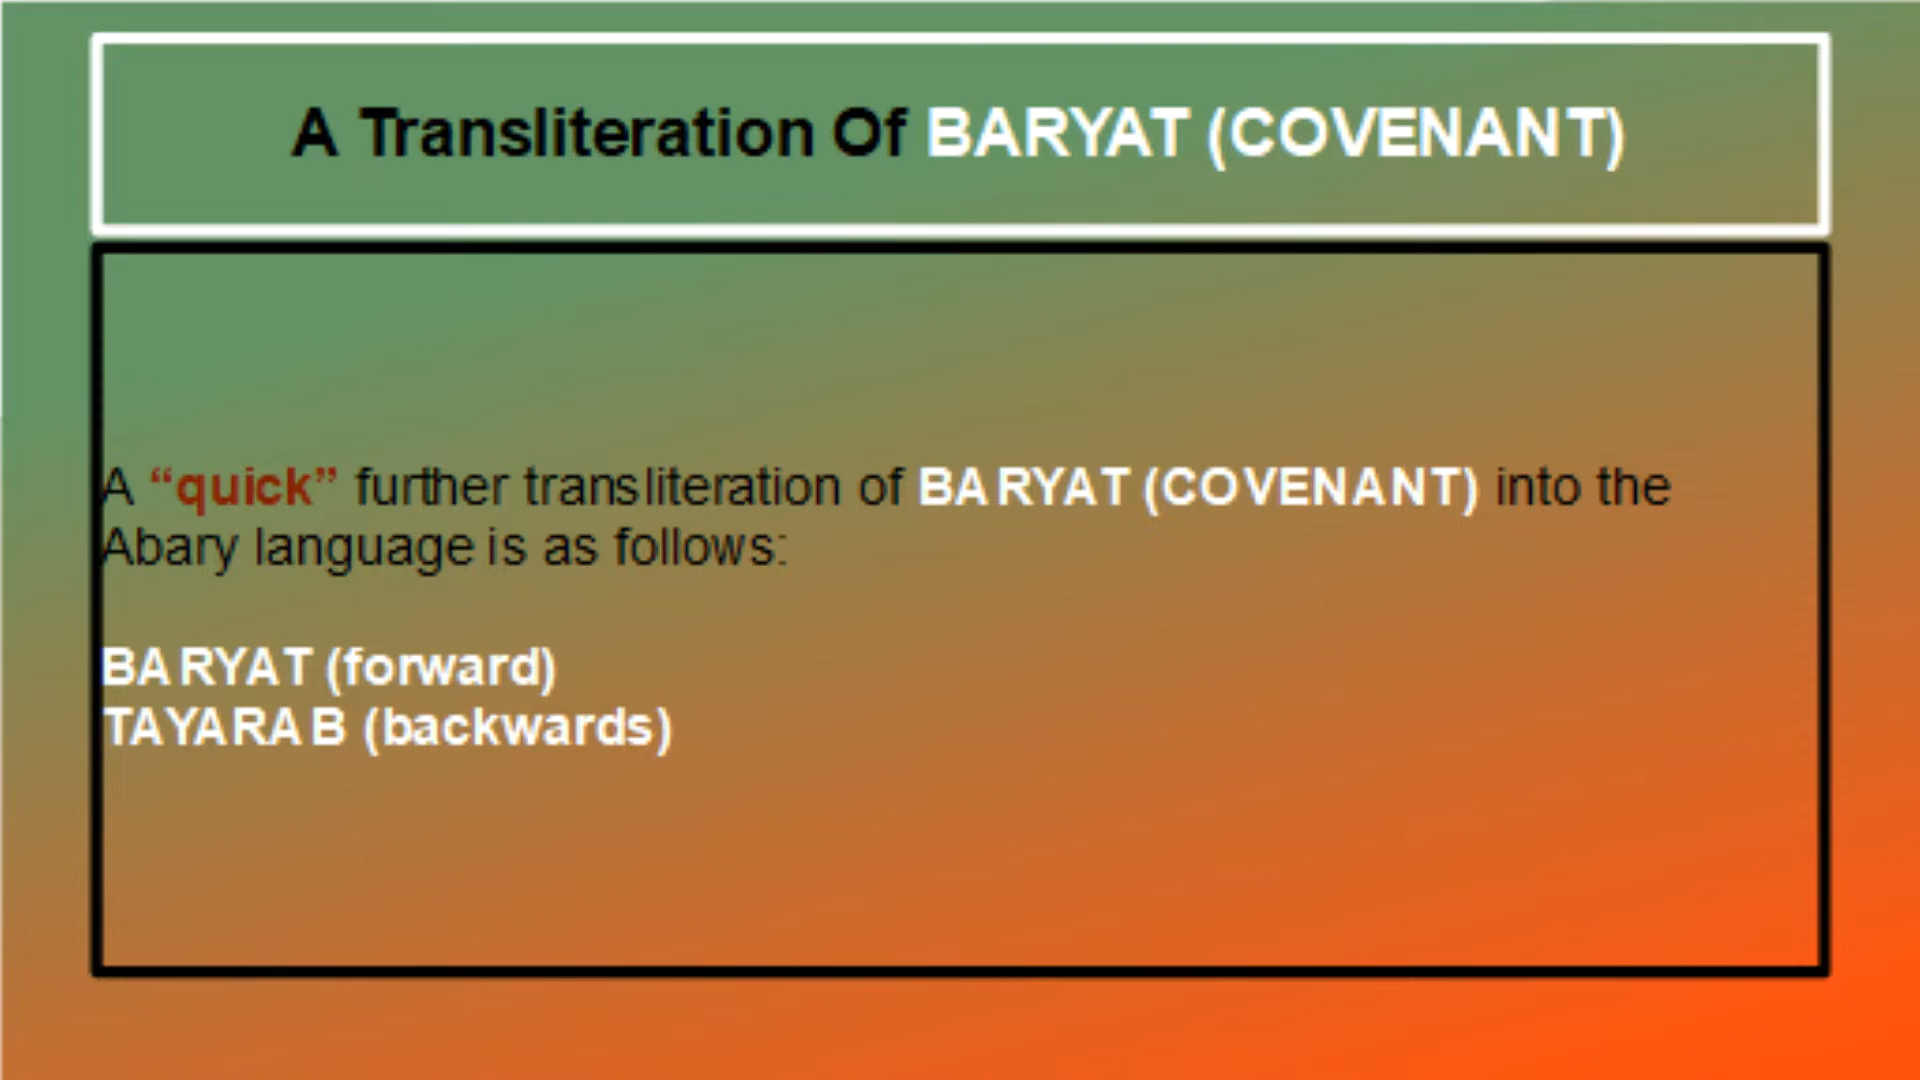 A Transliteration Of BARYAT (COVENANT)
A “quick” further transliteration of BARYAT (COVENANT) into the
Abary language is as follows:
BARYAT (forward)
TAYARAB (backwards)